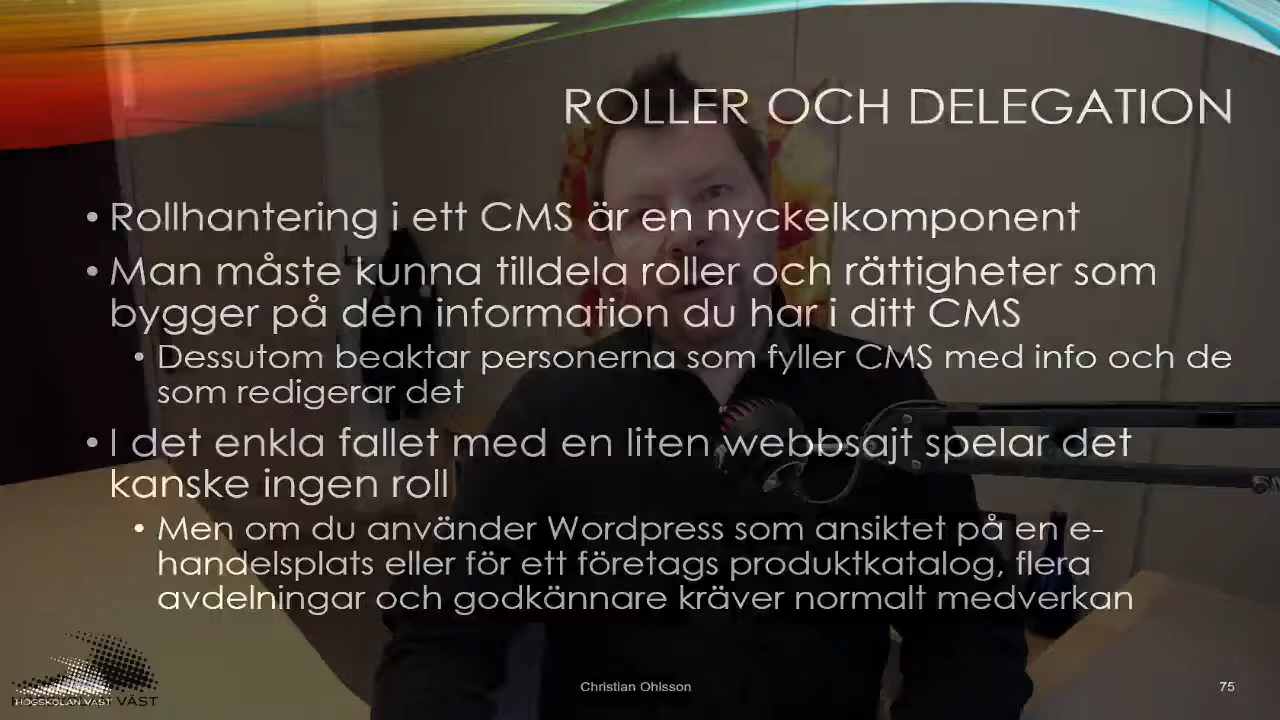 ROLLER OCH DELEGATION
• Rollhantering i ett CMS är en nyckelkomponent
• Man måste kunna tilldela roller och rättigheter som
bygger på den information du har i ditt CMS
• Dessutom beaktar personerna som fyller CMS med info och de
som redigerar det
• I det enkla fallet med en liten webbsajt spelar det
kanske ingen roll
• Men om du använder Wordpress som ansiktet på en e-
handelsplats eller för ett företags produktkatalog, flera
avdelningar och godkännare kräver normalt medverkan
HÖGSKOLAN VÄST
Christian Ohlsson
75